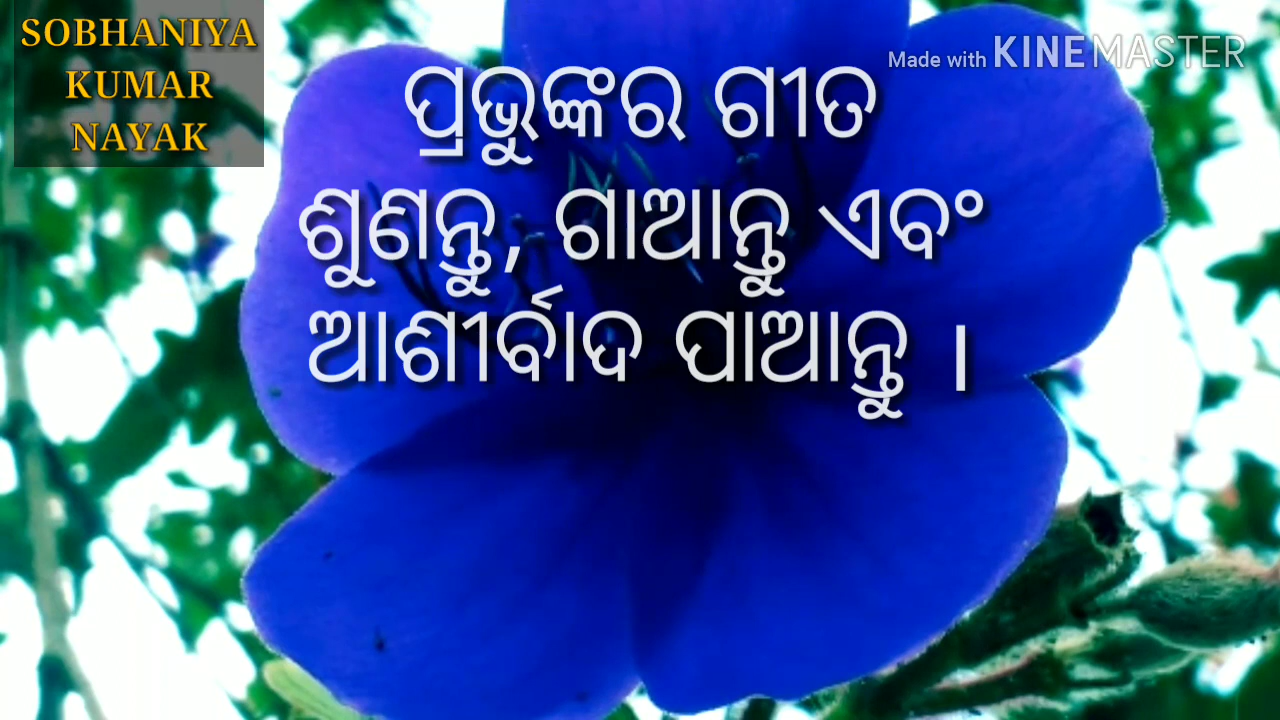 SOBHANIYA
KUMAR
NAYAK
Made with KINEMASTER
ପ୍ରଭୁଙ୍କର ଗୀତ
ଶୁଣନ୍ତୁ, ଗାଆନ୍ତୁ ଏବଂ
ଆଶୀର୍ବାଦ ପାଆନ୍ତୁ ।